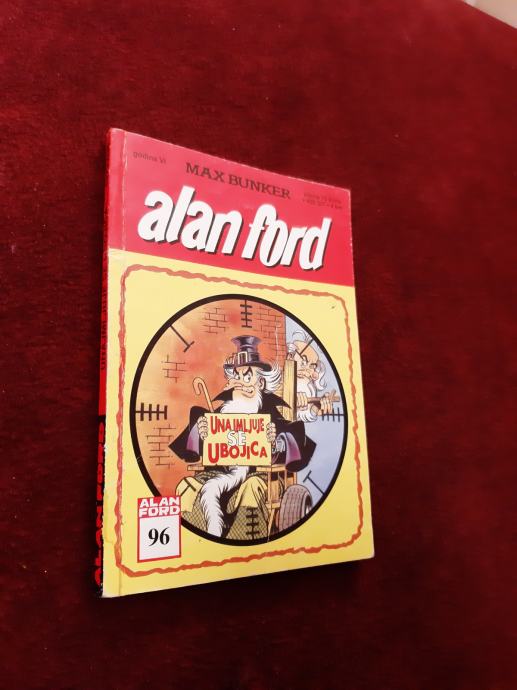 godina VI
MAX BUNKER
alan ford
UNAJMLJUJE
SE
UBOJICA
ALAN
FORD
96